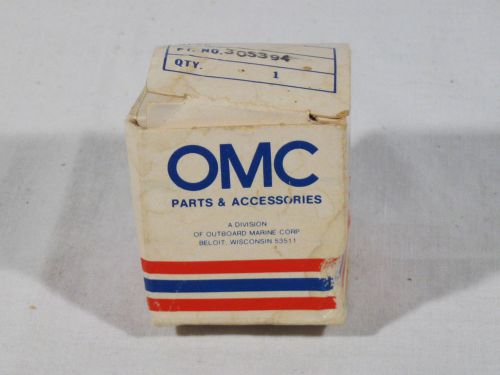 PT. NO. 305394
QTY. 1
OMC
PARTS & ACCESSORIES
A DIVISION
OF OUTBOARD MARINE CORP.
BELOIT, WISCONSIN 53511